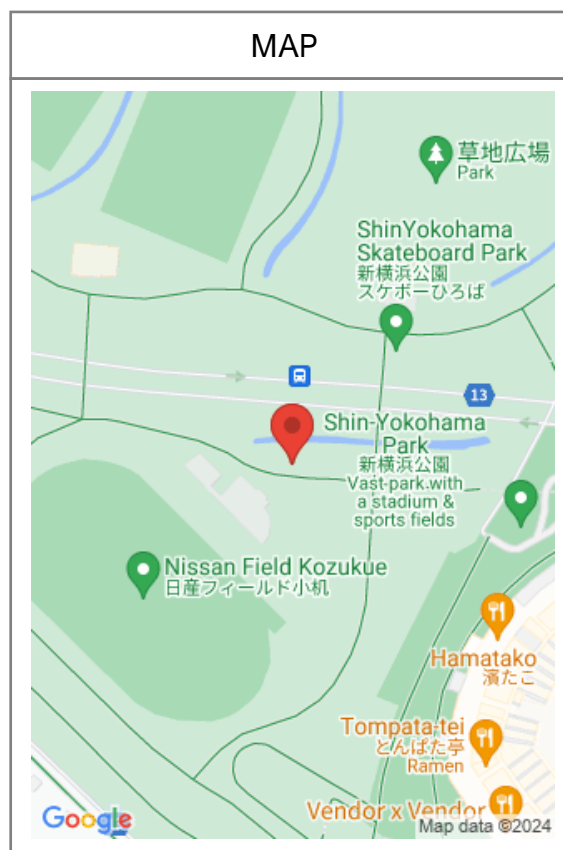 MAP
草地広場
Park
ShinYokohama
Skateboard Park
新横浜公園
スケボーひろば
13
Shin-Yokohama
Park
新横浜公園
Vast park with
a stadium &
sports fields
Nissan Field Kozukue
日産フィールド小机
Hamatako
濱たこ
Tompata-tei
とんぱた亭
Ramen
Vendor x Vendor
Google
Map data ©2024